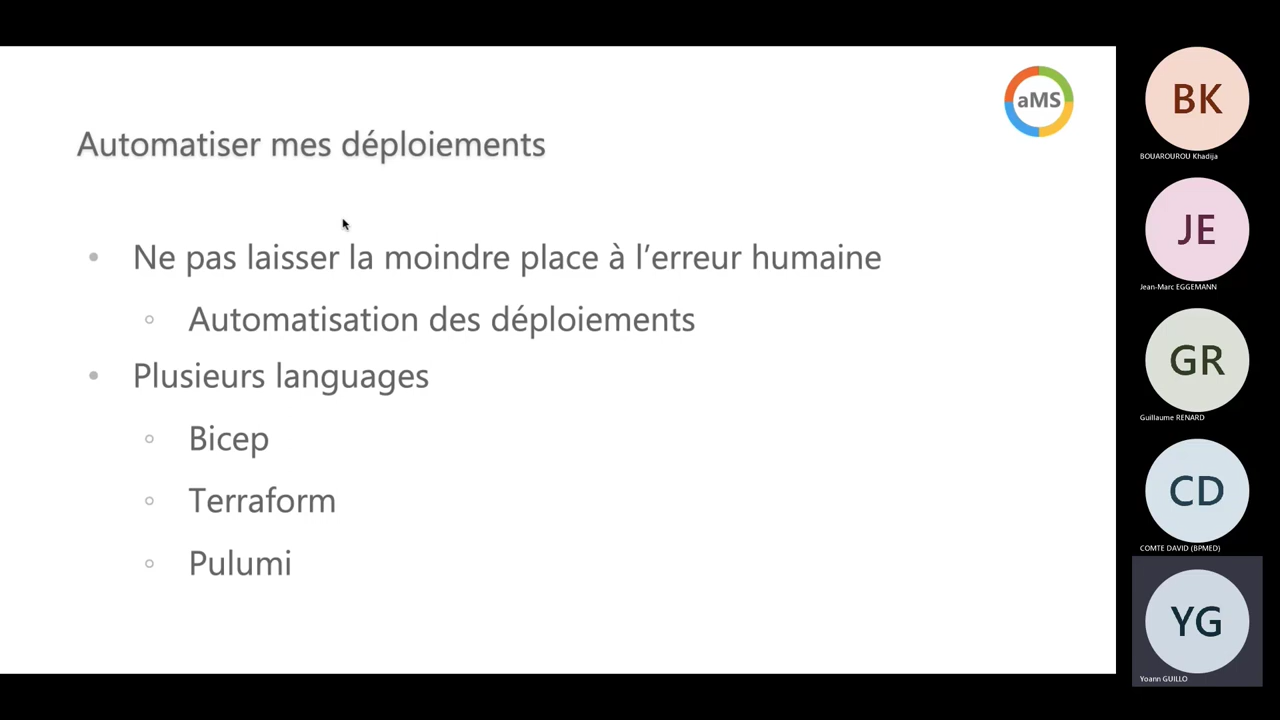 aMS
Automatiser mes déploiements
Ne pas laisser la moindre place à l’erreur humaine
Automatisation des déploiements
Plusieurs languages
Bicep
Terraform
Pulumi
BK
BOUAROUROU Khadija
JE
Jean-Marc EGGEMANN
GR
Guillaume RENARD
CD
COMTE DAVID (BPMED)
YG
Yoann GUILLO